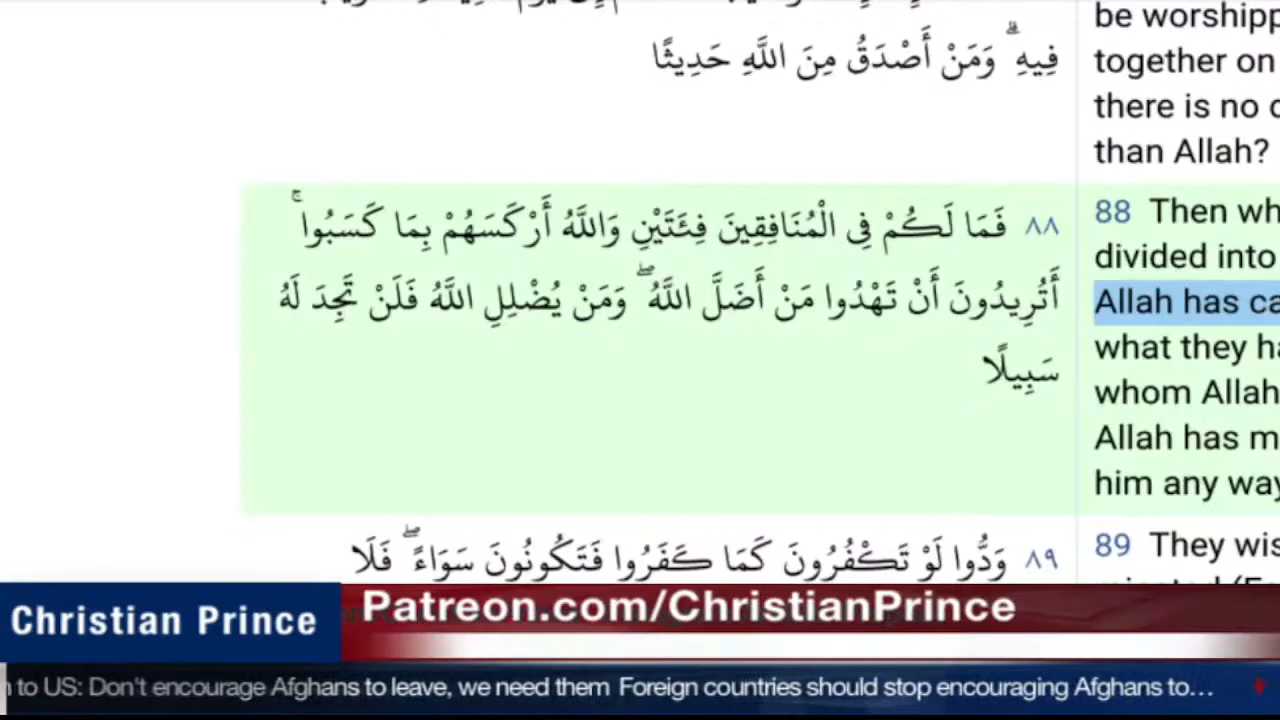 فِيهِ ۗ وَمَنْ أَصْدَقُ مِنَ اللَّهِ حَدِيثًا
be worshipp
together on
there is no
than Allah?
٨٨ فَمَا لَكُمْ فِي الْمُنَافِقِينَ فِئَتَيْنِ وَاللَّهُ أَرْكَسَهُمْ بِمَا كَسَبُوا ۚ
أَتُرِيدُونَ أَنْ تَهْدُوا مَنْ أَضَلَّ اللَّهُ ۖ وَمَنْ يُضْلِلِ اللَّهُ فَلَنْ تَجِدَ لَهُ
سَبِيلًا
88 Then wh
divided into
Allah has ca
what they ha
whom Allah
Allah has m
him any way
٨٩ وَدُّوا لَوْ تَكْفُرُونَ كَمَا كَفَرُوا فَتَكُونُونَ سَوَاءً ۖ فَلَا
89 They wis
Christian Prince
Patreon.com/ChristianPrince
to US: Don't encourage Afghans to leave, we need them Foreign countries should stop encouraging Afghans to...